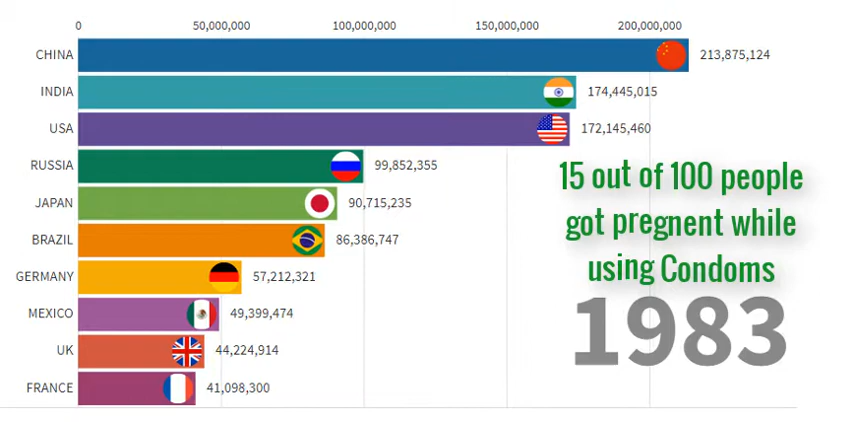 0 50,000,000 100,000,000 150,000,000 200,000,000
CHINA 213,875,124
INDIA 174,445,015
USA 172,145,460
RUSSIA 99,852,355
JAPAN 90,715,235
BRAZIL 86,386,747
GERMANY 57,212,321
MEXICO 49,399,474
UK 44,224,914
FRANCE 41,098,300
15 out of 100 people
got pregnent while
using Condoms
1983